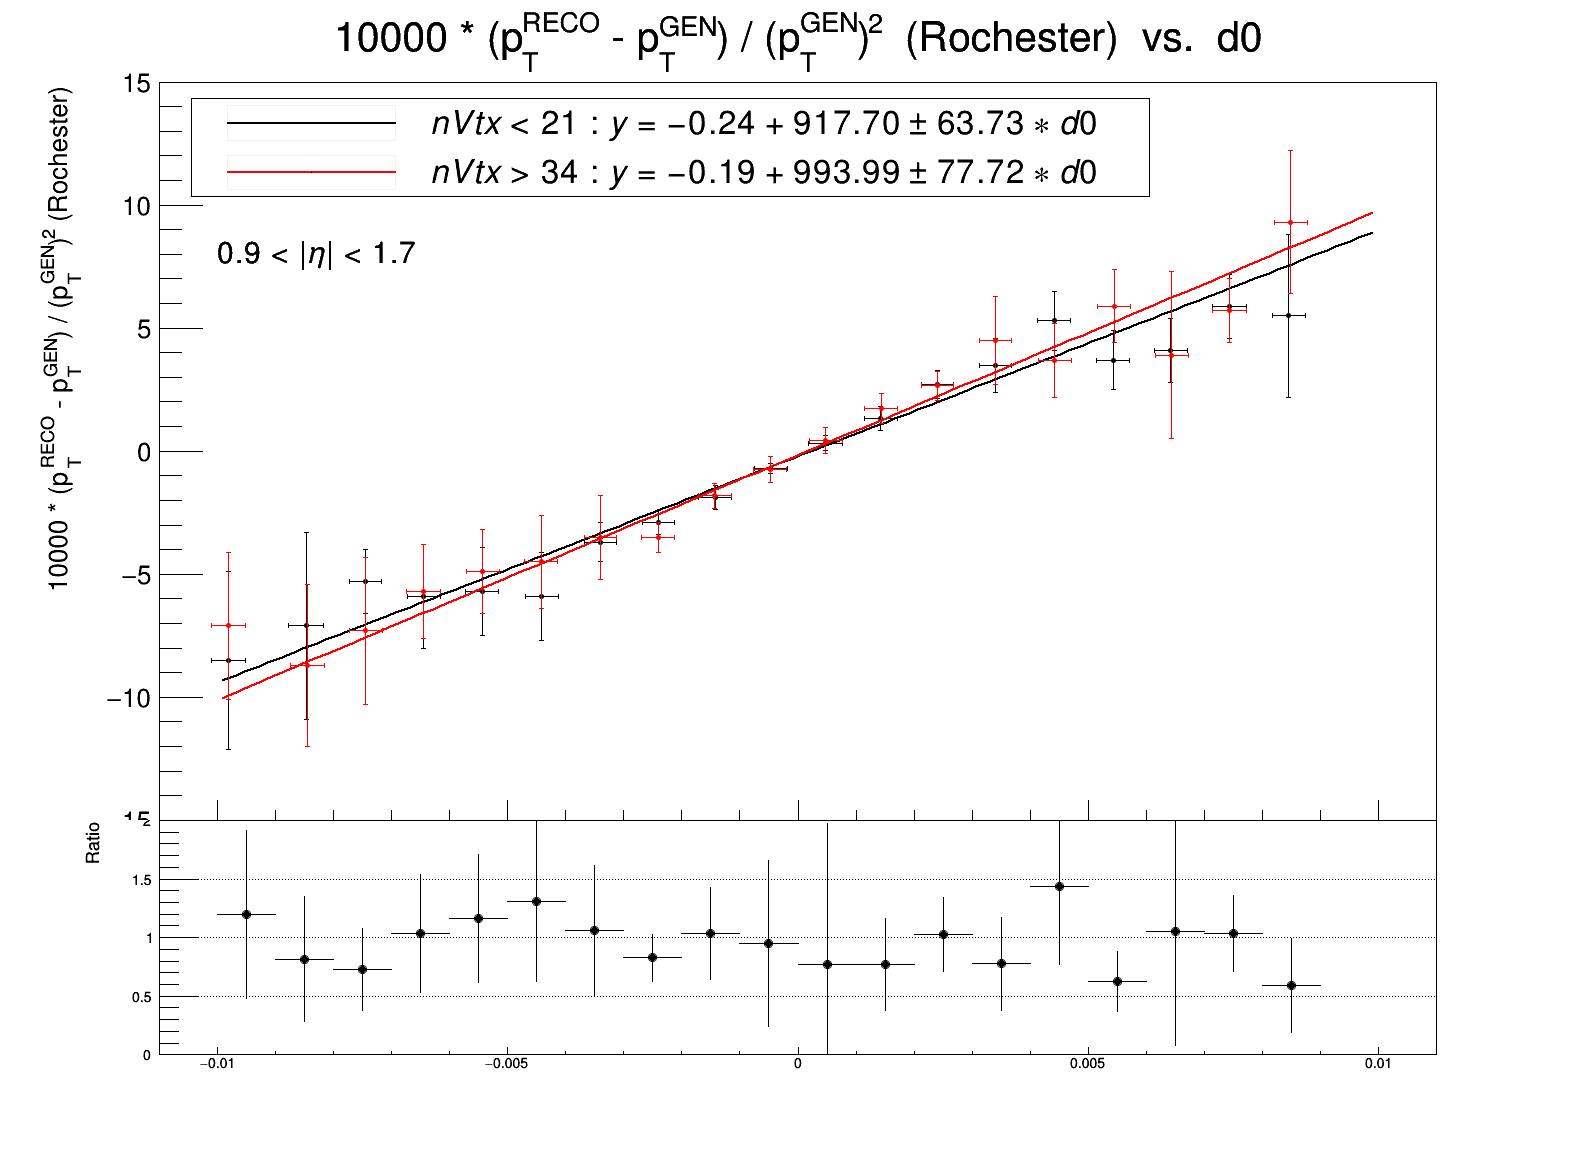 10000 * (p_T^RECO - p_T^GEN) / (p_T^GEN)^2 (Rochester) vs. d0
10000 * (p_T^RECO - p_T^GEN) / (p_T^GEN)^2 (Rochester)
nVtx < 21 : y = −0.24 + 917.70 ± 63.73 ∗ d0
nVtx > 34 : y = −0.19 + 993.99 ± 77.72 ∗ d0
0.9 < |η| < 1.7
15
10
5
0
−5
−10
Ratio
2
1.5
1
0.5
0
−0.01 −0.005 0 0.005 0.01